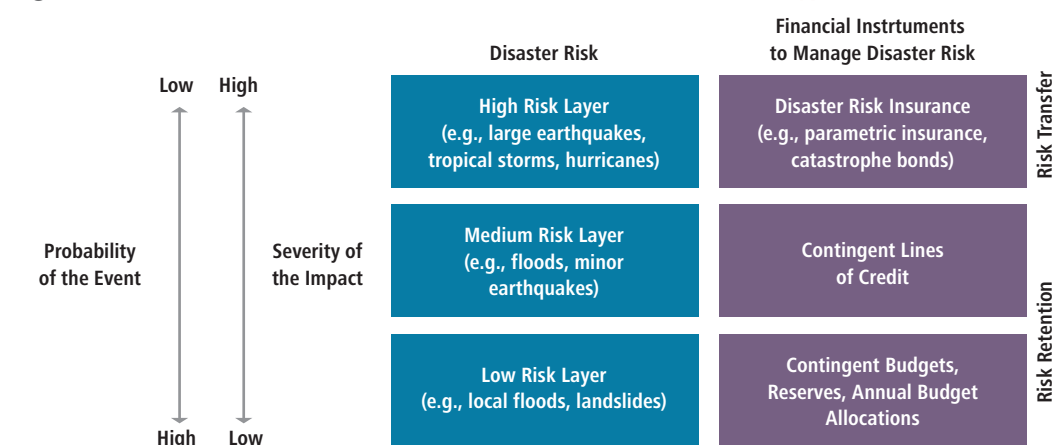 Financial Instrtuments
to Manage Disaster Risk
Disaster Risk
Low High
High Risk Layer
(e.g., large earthquakes,
tropical storms, hurricanes)
Disaster Risk Insurance
(e.g., parametric insurance,
catastrophe bonds)
Risk Transfer
Probability
of the Event
Severity of
the Impact
Medium Risk Layer
(e.g., floods, minor
earthquakes)
Contingent Lines
of Credit
Low Risk Layer
(e.g., local floods, landslides)
Contingent Budgets,
Reserves, Annual Budget
Allocations
Risk Retention
High Low